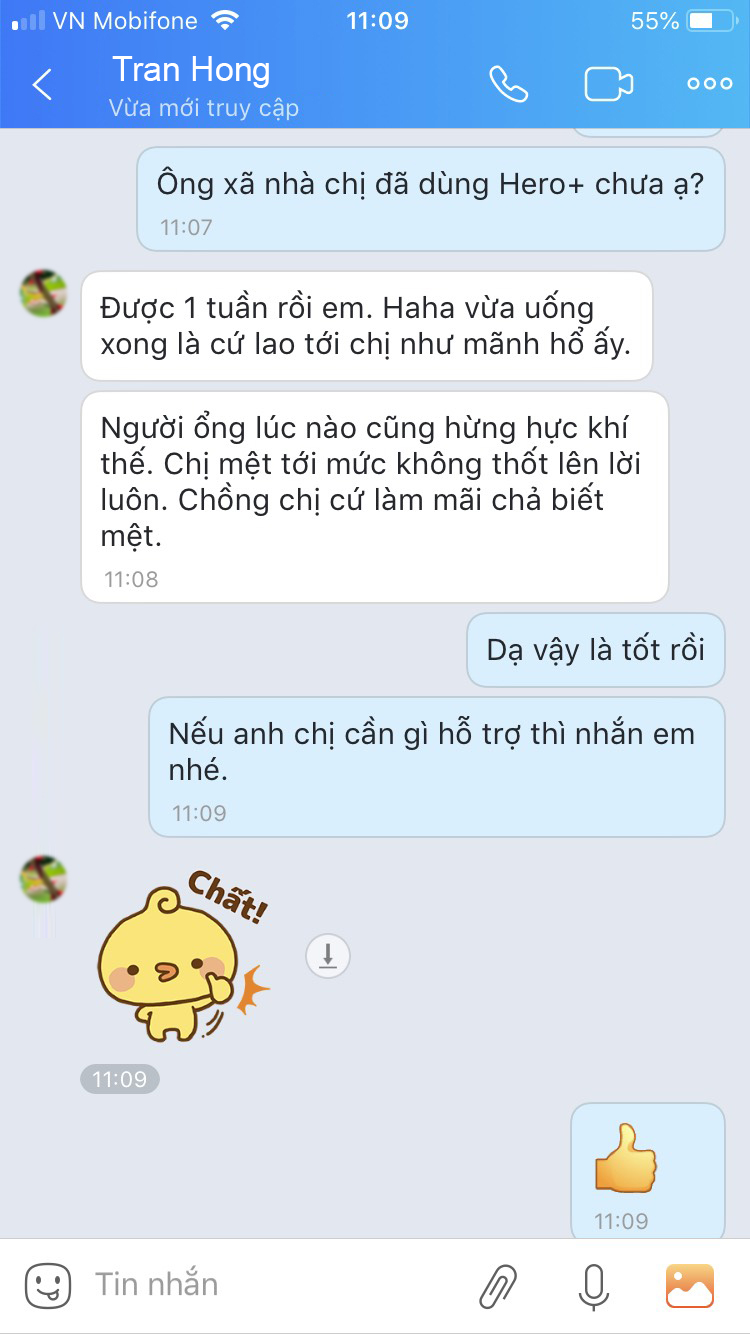 VN Mobifone 11:09 55%
Tran Hong
Vừa mới truy cập
Ông xã nhà chị đã dùng Hero+ chưa ạ?
11:07
Được 1 tuần rồi em. Haha vừa uống
xong là cứ lao tới chị như mãnh hổ ấy.
Người ổng lúc nào cũng hừng hực khí
thế. Chị mệt tới mức không thốt lên lời
luôn. Chồng chị cứ làm mãi chả biết
mệt.
11:08
Dạ vậy là tốt rồi
Nếu anh chị cần gì hỗ trợ thì nhắn em
nhé.
11:09
Chất!
11:09
11:09
Tin nhắn